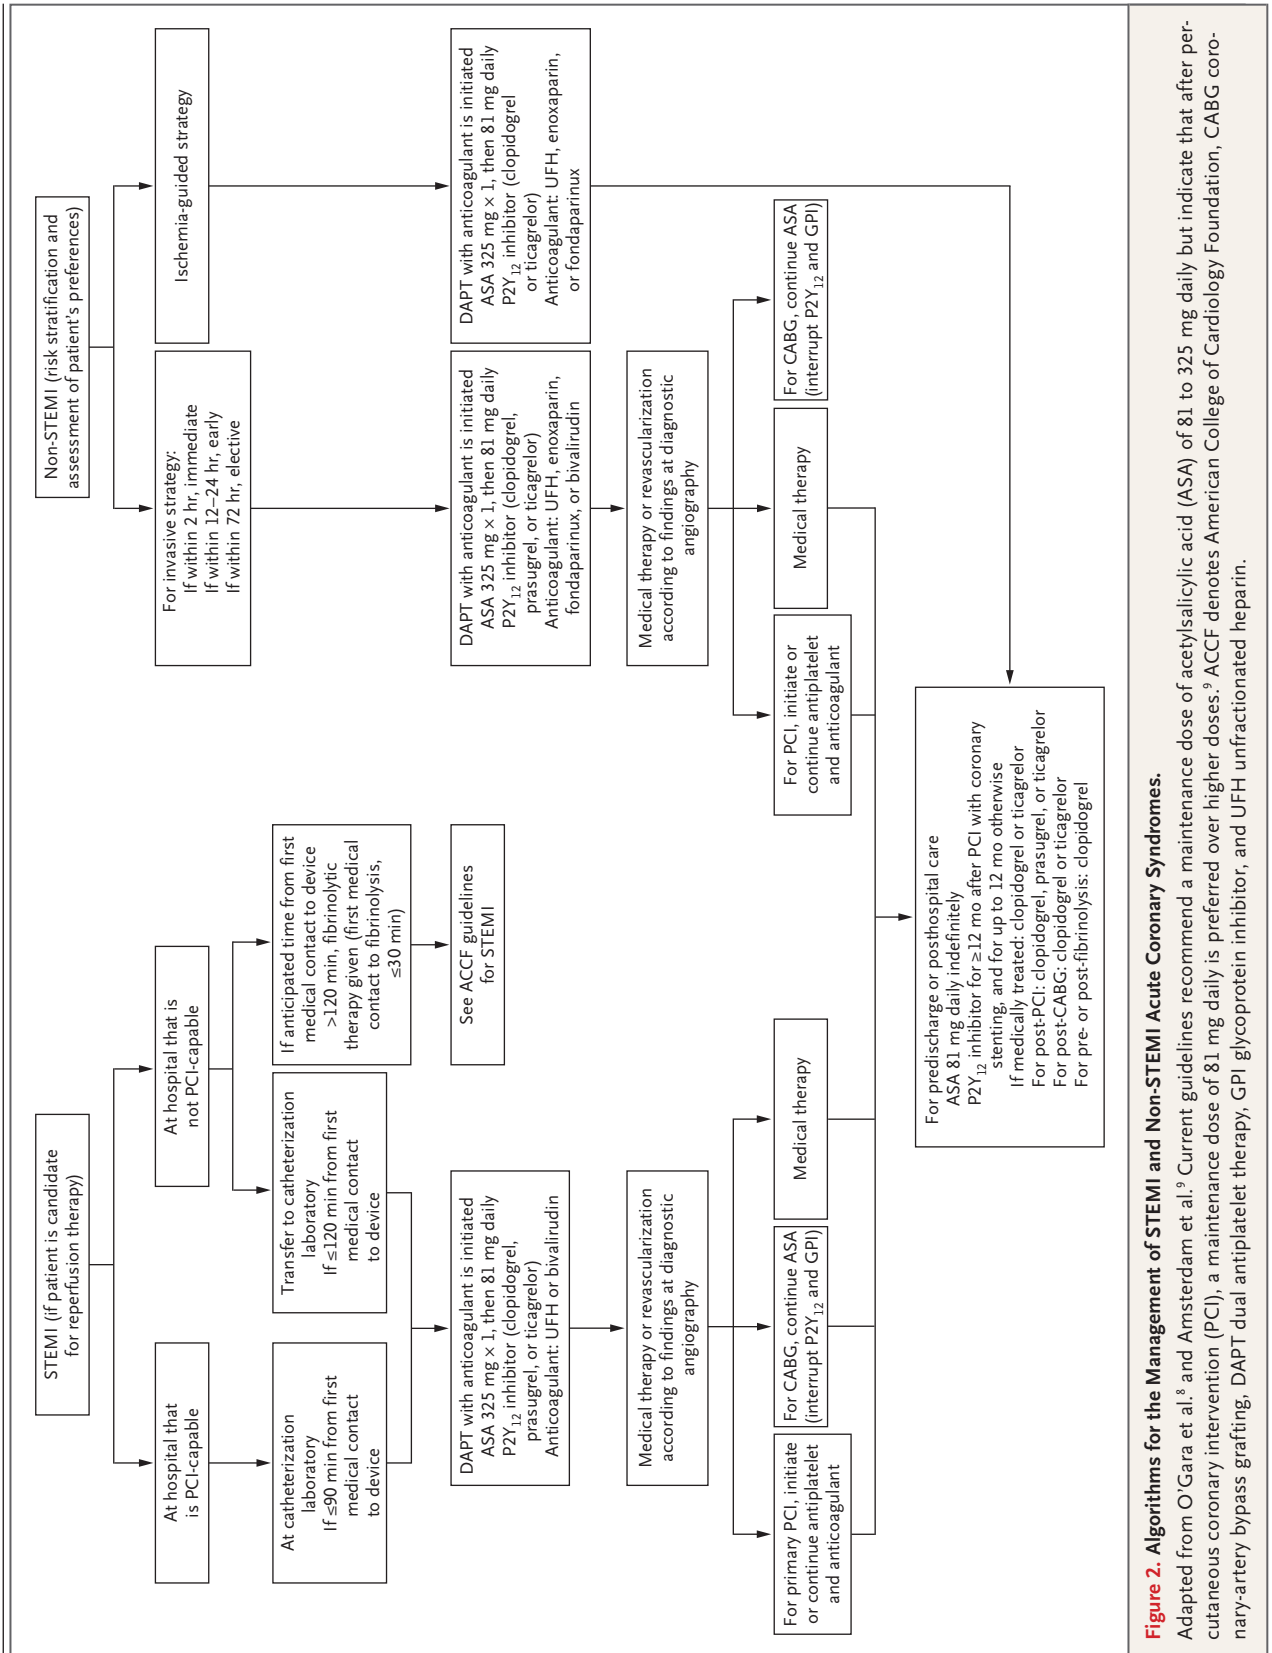 STEMI (if patient is candidate
for reperfusion therapy)
At hospital that
is PCI-capable
At hospital that is
not PCI-capable
At catheterization
laboratory
If ≤90 min from first
medical contact
to device
Transfer to catheterization
laboratory
If ≤120 min from first
medical contact
to device
If anticipated time from first
medical contact to device
>120 min, fibrinolytic
therapy given (first medical
contact to fibrinolysis,
≤30 min)
See ACCF guidelines
for STEMI
DAPT with anticoagulant is initiated
ASA 325 mg × 1, then 81 mg daily
P2Y12 inhibitor (clopidogrel,
prasugrel, or ticagrelor)
Anticoagulant: UFH or bivalirudin
Medical therapy or revascularization
according to findings at diagnostic
angiography
For primary PCI, initiate
or continue antiplatelet
and anticoagulant
For CABG, continue ASA
(interrupt P2Y12 and GPI)
Medical therapy
Non-STEMI (risk stratification and
assessment of patient's preferences)
For invasive strategy:
If within 2 hr, immediate
If within 12–24 hr, early
If within 72 hr, elective
Ischemia-guided strategy
DAPT with anticoagulant is initiated
ASA 325 mg × 1, then 81 mg daily
P2Y12 inhibitor (clopidogrel,
prasugrel, or ticagrelor)
Anticoagulant: UFH, enoxaparin,
fondaparinux, or bivalirudin
DAPT with anticoagulant is initiated
ASA 325 mg × 1, then 81 mg daily
P2Y12 inhibitor (clopidogrel
or ticagrelor)
Anticoagulant: UFH, enoxaparin,
or fondaparinux
Medical therapy or revascularization
according to findings at diagnostic
angiography
For PCI, initiate or
continue antiplatelet
and anticoagulant
Medical therapy
For CABG, continue ASA
(interrupt P2Y12 and GPI)
For predischarge or posthospital care
ASA 81 mg daily indefinitely
P2Y12 inhibitor for ≥12 mo after PCI with coronary
stenting, and for up to 12 mo otherwise
If medically treated: clopidogrel or ticagrelor
For post-PCI: clopidogrel, prasugrel, or ticagrelor
For post-CABG: clopidogrel or ticagrelor
For pre- or post-fibrinolysis: clopidogrel
Figure 2. Algorithms for the Management of STEMI and Non-STEMI Acute Coronary Syndromes.
Adapted from O'Gara et al.8 and Amsterdam et al.9 Current guidelines recommend a maintenance dose of acetylsalicylic acid (ASA) of 81 to 325 mg daily but indicate that after per-
cutaneous coronary intervention (PCI), a maintenance dose of 81 mg daily is preferred over higher doses.9 ACCF denotes American College of Cardiology Foundation, CABG coro-
nary-artery bypass grafting, DAPT dual antiplatelet therapy, GPI glycoprotein inhibitor, and UFH unfractionated heparin.